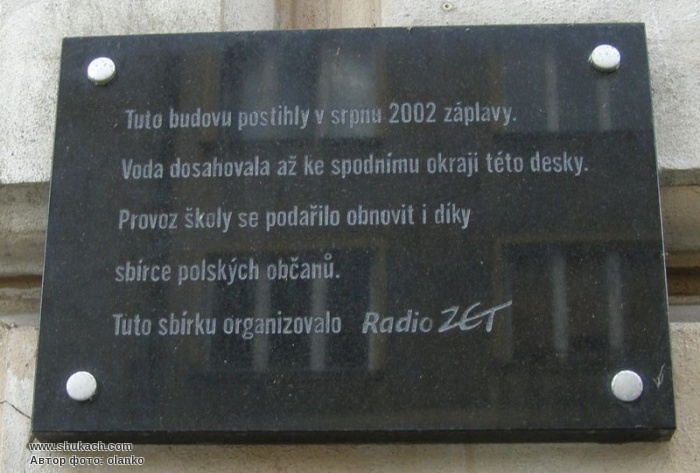 Tuto budovu postihly v srpnu 2002 záplavy.
Voda dosahovala až ke spodnímu okraji této desky.
Provoz školy se podařilo obnovit i díky
sbírce polských občanů.
Tuto sbírku organizovalo Radio ZET
www.shukach.com
Автор фото: olanko